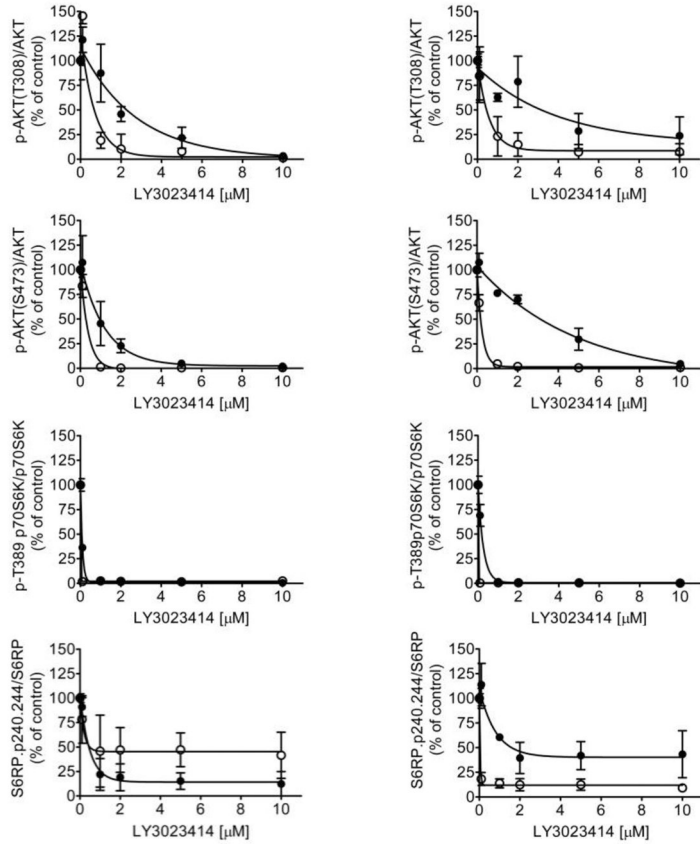 p-AKT(T308)/AKT
(% of control)
150
125
100
75
50
25
0
0 2 4 6 8 10
LY3023414 [µM]
p-AKT(T308)/AKT
(% of control)
150
125
100
75
50
25
0
0 2 4 6 8 10
LY3023414 [µM]
p-AKT(S473)/AKT
(% of control)
150
125
100
75
50
25
0
0 2 4 6 8 10
LY3023414 [µM]
p-AKT(S473)/AKT
(% of control)
150
125
100
75
50
25
0
0 2 4 6 8 10
LY3023414 [µM]
p-T389 p70S6K/p70S6K
(% of control)
150
125
100
75
50
25
0
0 2 4 6 8 10
LY3023414 [µM]
p-T389p70S6K/p70S6K
(% of control)
150
125
100
75
50
25
0
0 2 4 6 8 10
LY3023414 [µM]
S6RP.p240.244/S6RP
(% of control)
150
125
100
75
50
25
0
0 2 4 6 8 10
LY3023414 [µM]
S6RP.p240.244/S6RP
(% of control)
150
125
100
75
50
25
0
0 2 4 6 8 10
LY3023414 [µM]